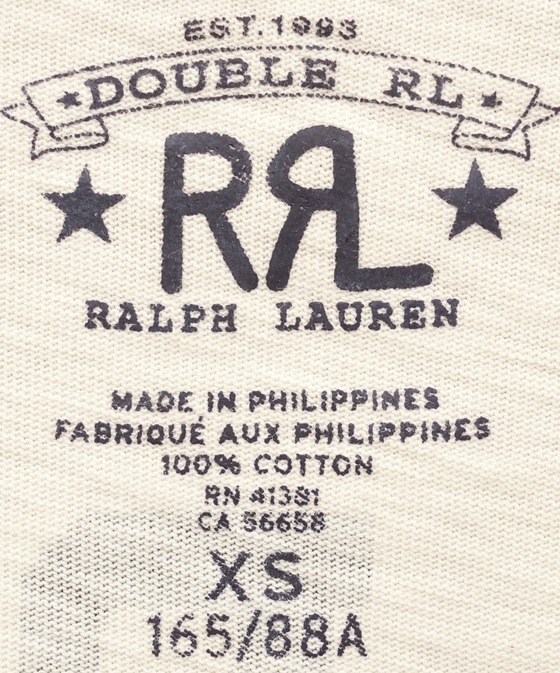 EST. 1993
★DOUBLE RL★
RRL
RALPH LAUREN
MADE IN PHILIPPINES
FABRIQUÉ AUX PHILIPPINES
100% COTTON
RN 41381
CA 56658
XS
165/88A